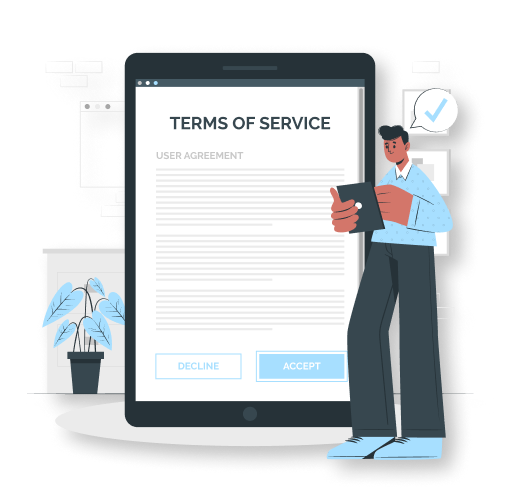 TERMS OF SERVICE
USER AGREEMENT
DECLINE
ACCEPT